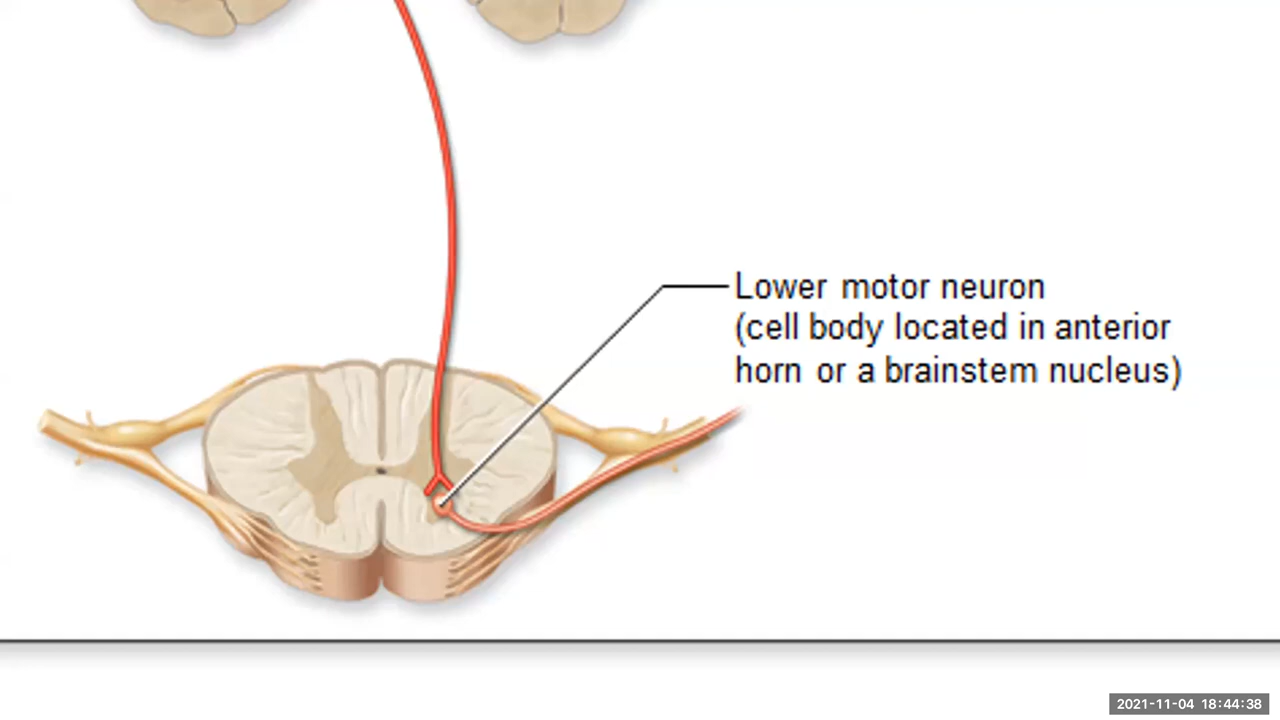 Lower motor neuron
(cell body located in anterior
horn or a brainstem nucleus)
2021-11-04 18:44:38